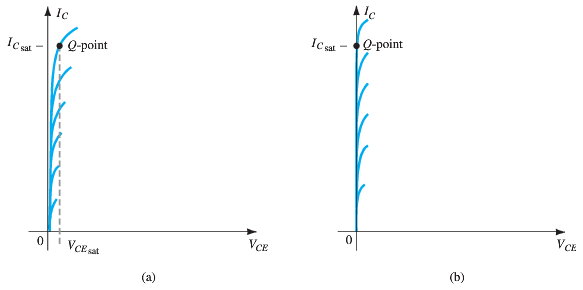 I_C
I_C sat
Q-point
0
V_CE sat
V_CE
(a)
I_C
I_C sat
Q-point
0
V_CE
(b)